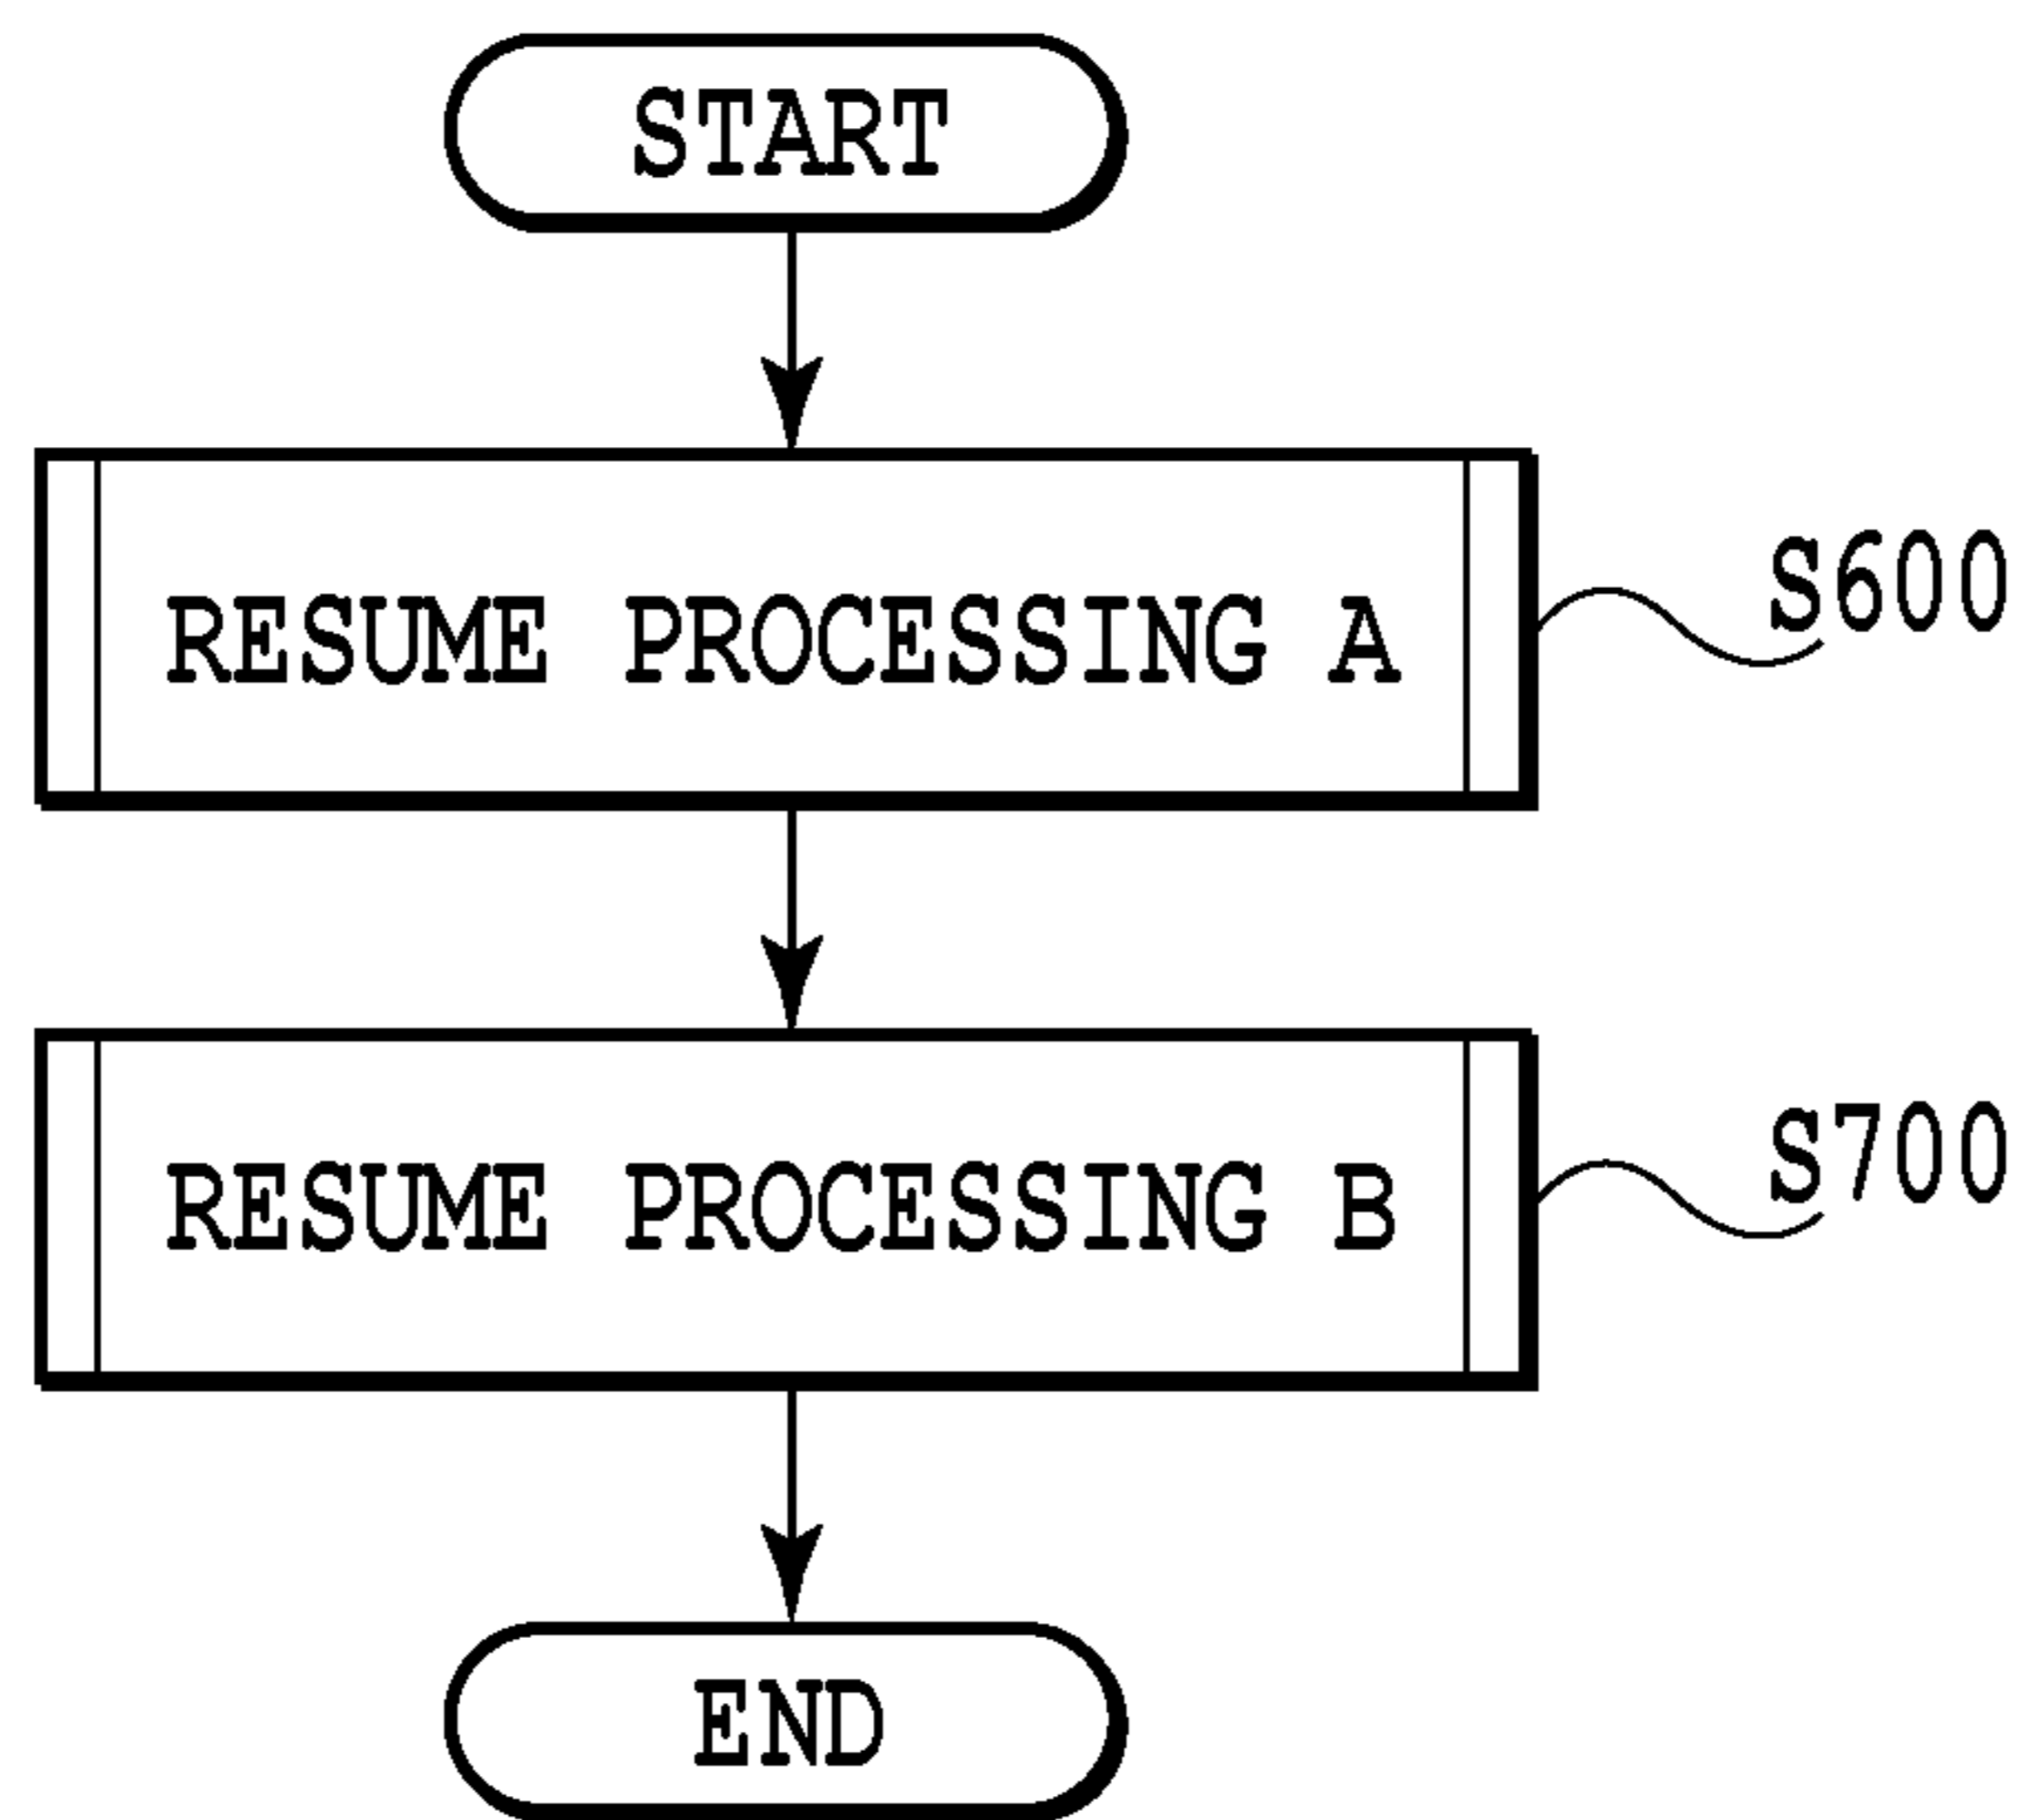 START
RESUME PROCESSING A
S600
RESUME PROCESSING B
S700
END